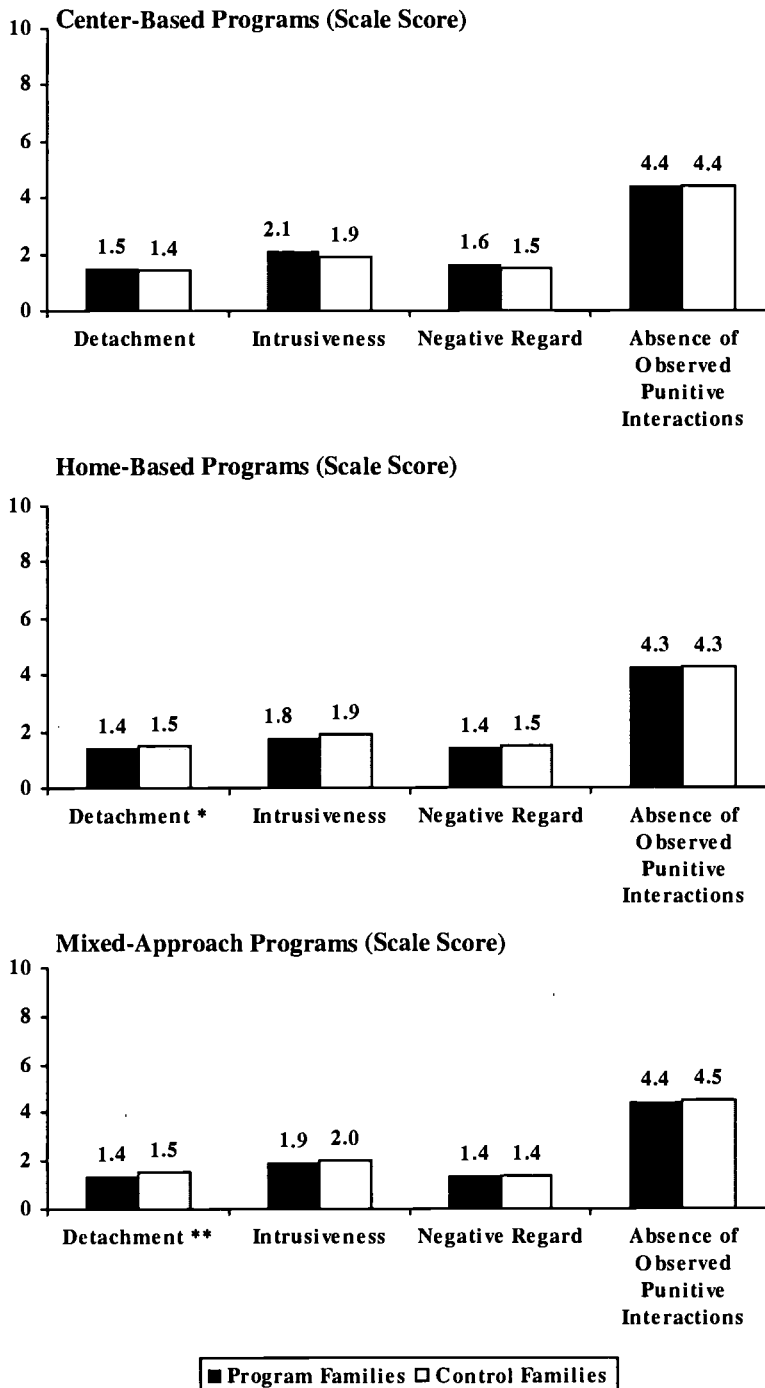 Center-Based Programs (Scale Score)
10
8
6
4
2
0
1.5 1.4
2.1 1.9
1.6 1.5
4.4 4.4
Detachment Intrusiveness Negative Regard Absence of
Observed
Punitive
Interactions
Home-Based Programs (Scale Score)
10
8
6
4
2
0
1.4 1.5
1.8 1.9
1.4 1.5
4.3 4.3
Detachment * Intrusiveness Negative Regard Absence of
Observed
Punitive
Interactions
Mixed-Approach Programs (Scale Score)
10
8
6
4
2
0
1.4 1.5
1.9 2.0
1.4 1.4
4.4 4.5
Detachment ** Intrusiveness Negative Regard Absence of
Observed
Punitive
Interactions
Program Families Control Families